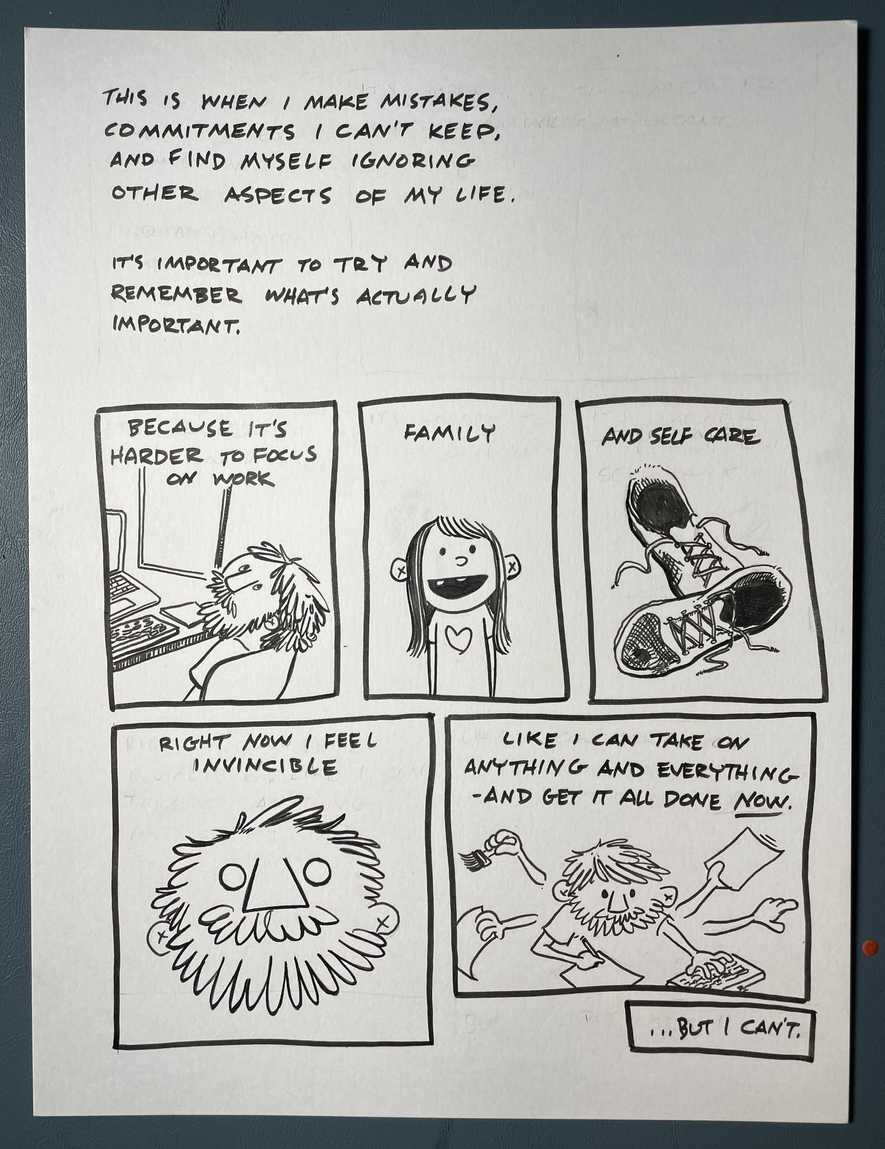 THIS IS WHEN I MAKE MISTAKES,
COMMITMENTS I CAN'T KEEP,
AND FIND MYSELF IGNORING
OTHER ASPECTS OF MY LIFE.
IT'S IMPORTANT TO TRY AND
REMEMBER WHAT'S ACTUALLY
IMPORTANT.
BECAUSE IT'S
HARDER TO FOCUS
ON WORK
FAMILY
AND SELF CARE
RIGHT NOW I FEEL
INVINCIBLE
LIKE I CAN TAKE ON
ANYTHING AND EVERYTHING
-AND GET IT ALL DONE NOW.
...BUT I CAN'T.